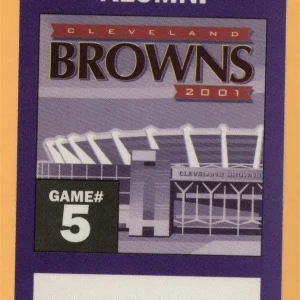 ALUMNI
CLEVELAND
BROWNS
2001
CLEVELAND BROWNS
GAME#
5